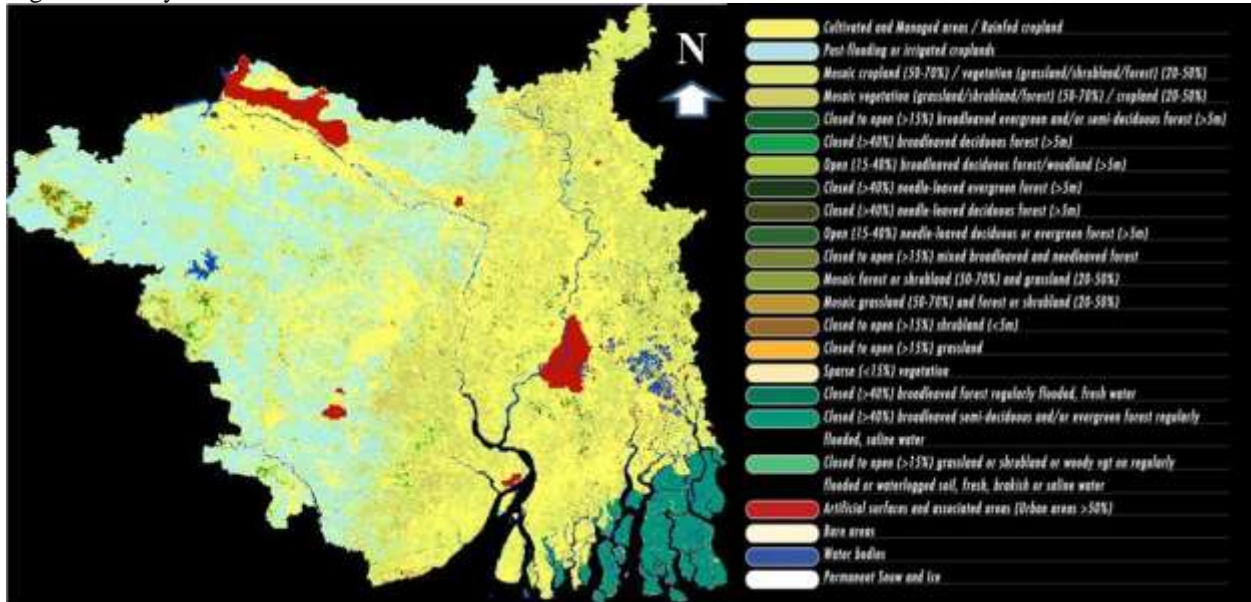 N
Cultivated and Managed areas / Rainfed cropland
Post-flooding or irrigated croplands
Mosaic cropland (50-70%) / vegetation (grassland/shrubland/forest) (20-50%)
Mosaic vegetation (grassland/shrubland/forest) (50-70%) / cropland (20-50%)
Closed to open (>15%) broadleaved evergreen and/or semi-deciduous forest (>5m)
Closed (>40%) broadleaved deciduous forest (>5m)
Open (15-40%) broadleaved deciduous forest/woodland (>5m)
Closed (>40%) needle-leaved evergreen forest (>5m)
Closed (>40%) needle-leaved deciduous forest (>5m)
Open (15-40%) needle-leaved deciduous or evergreen forest (>5m)
Closed to open (>15%) mixed broadleaved and needleaved forest
Mosaic forest or shrubland (50-70%) and grassland (20-50%)
Mosaic grassland (50-70%) and forest or shrubland (20-50%)
Closed to open (>15%) shrubland (<5m)
Closed to open (>15%) grassland
Sparse (<15%) vegetation
Closed (>40%) broadleaved forest regularly flooded, fresh water
Closed (>40%) broadleaved semi-deciduous and/or evergreen forest regularly
flooded, saline water
Closed to open (>15%) grassland or shrubland or woody vgt on regularly
flooded or waterlogged soil, fresh, brakish or saline water
Artificial surfaces and associated areas (Urban areas >50%)
Bare areas
Water bodies
Permanent Snow and Ice